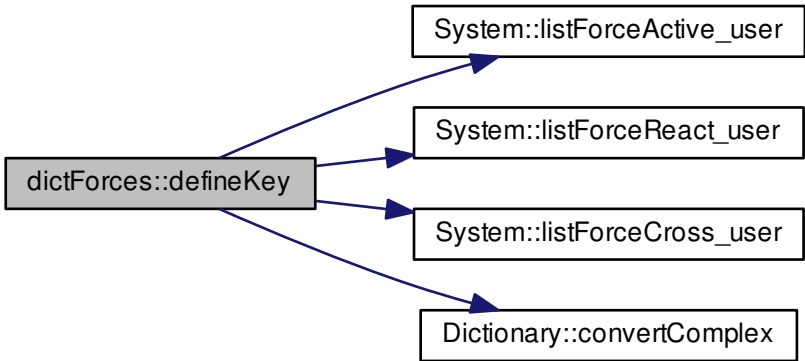 System::listForceActive_user
System::listForceReact_user
dictForces::defineKey
System::listForceCross_user
Dictionary::convertComplex